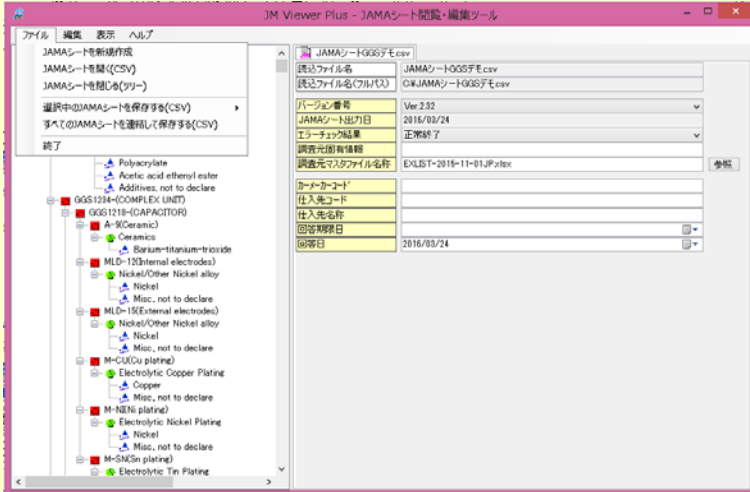 JM Viewer Plus - JAMAシート閲覧・編集ツール
ファイル 編集 表示 ヘルプ
JAMAシートを新規作成
JAMAシートを開く(CSV)
JAMAシートを閉じる(ツリー)
選択中のJAMAシートを保存する(CSV)
すべてのJAMAシートを連結して保存する(CSV)
終了
Polyacrylate
Acetic acid ethenyl ester
Additives, not to declare
GGS1234-(COMPLEX UNIT)
GGS1218-(CAPACITOR)
A-9(Ceramic)
Ceramics
Barium-titanium-trioxide
MLD-12(Internal electrodes)
Nickel/Other Nickel alloy
Nickel
Misc, not to declare
MLD-15(External electrodes)
Nickel/Other Nickel alloy
Nickel
Misc, not to declare
M-CU(Cu plating)
Electrolytic Copper Plating
Copper
Misc, not to declare
M-NI(Ni plating)
Electrolytic Nickel Plating
Nickel
Misc, not to declare
M-SN(Sn plating)
Electrolytic Tin Plating
JAMAシートGGSデモcsv
読込ファイル名 JAMAシートGGSデモ.csv
読込ファイル名(フルパス) C:¥JAMAシートGGSデモ.csv
バージョン番号 Ver.2.32
JAMAシート出力日 2016/03/24
エラーチェック結果 正常終了
調査元固有情報
調査元マスタファイル名称 EXLIST-2015-11-01JP.xlsx 参照
カーメーカーコード
仕入先コード
仕入先名称
回答期限日
回答日 2016/03/24